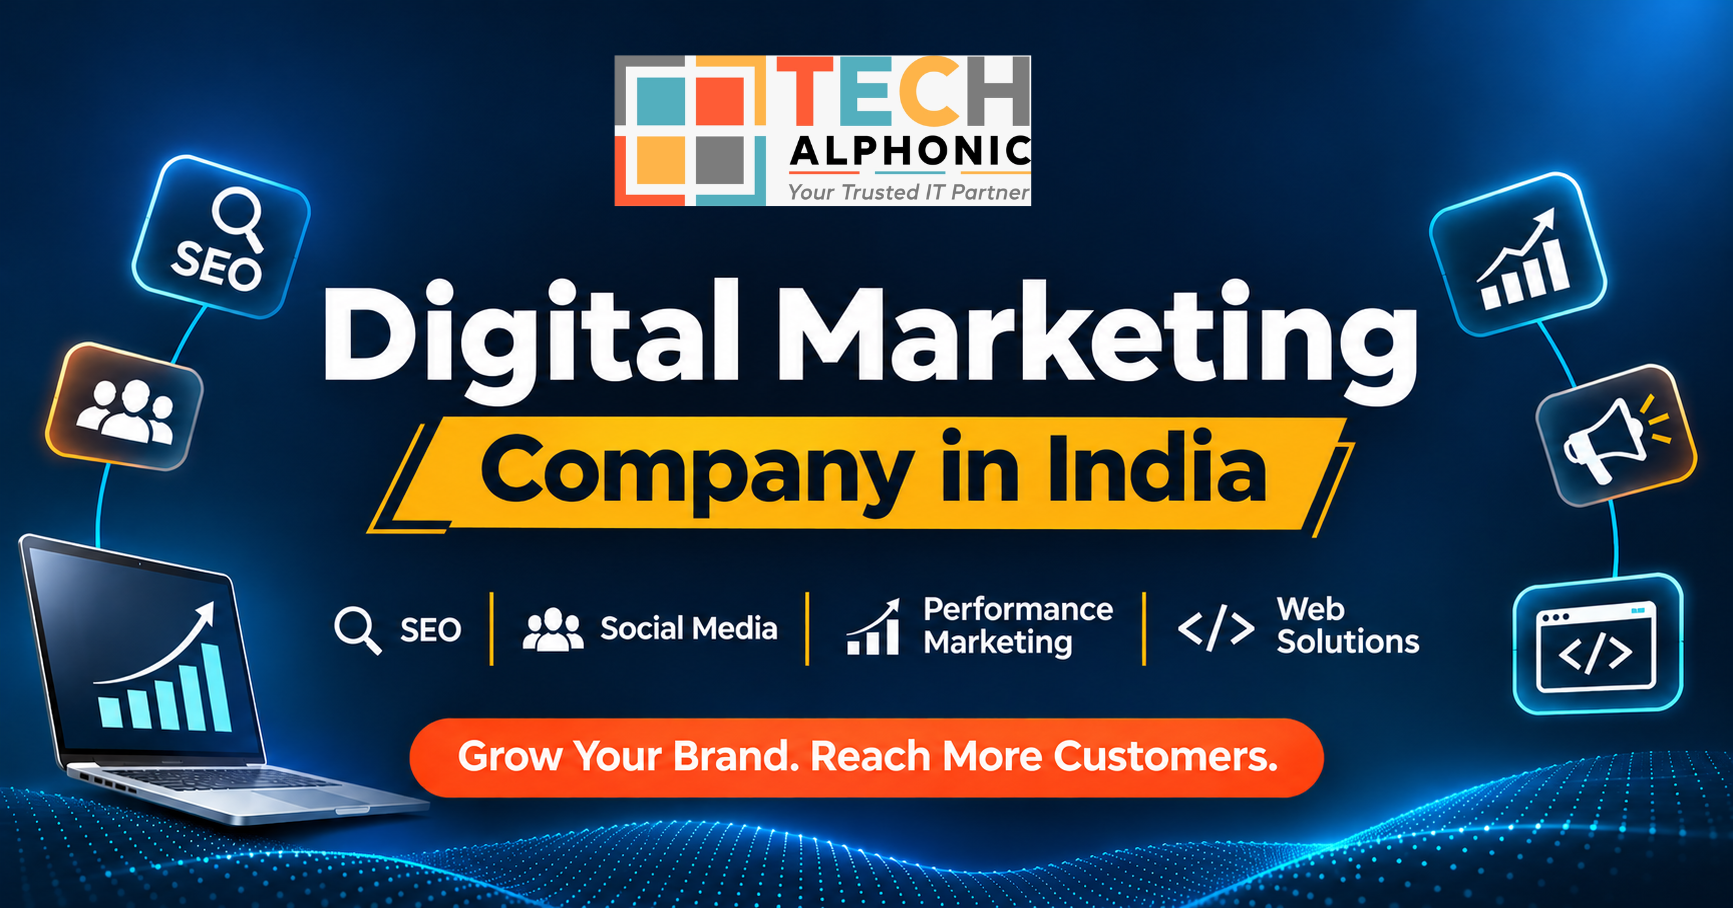 TECH
ALPHONIC
Your Trusted IT Partner
SEO
Digital Marketing
Company in India
SEO
Social Media
Performance
Marketing
</>
Web
Solutions
</>
Grow Your Brand. Reach More Customers.